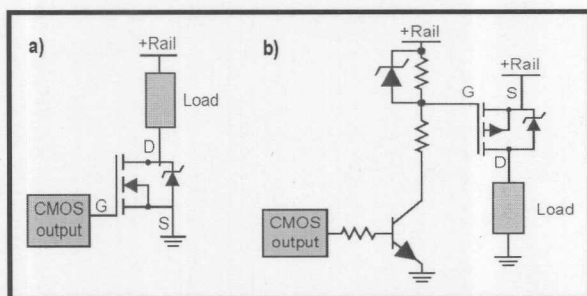 a)
+Rail
Load
D
G
CMOS
output
S
b)
+Rail
+Rail
G
S
D
Load
CMOS
output